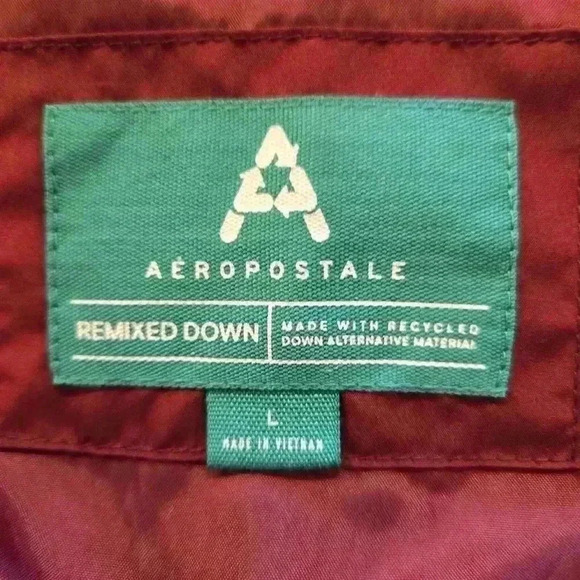 AÉROPOSTALE
REMIXED DOWN
MADE WITH RECYCLED
DOWN ALTERNATIVE MATERIAL
L
MADE IN VIETNAM